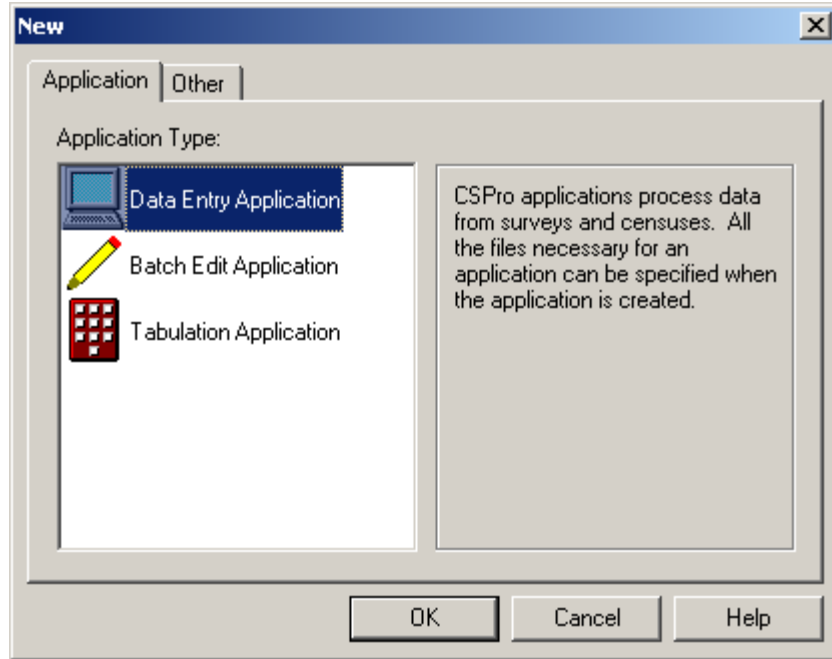 New
Application Other
Application Type:
Data Entry Application
Batch Edit Application
Tabulation Application
CSPro applications process data
from surveys and censuses. All
the files necessary for an
application can be specified when
the application is created.
OK Cancel Help